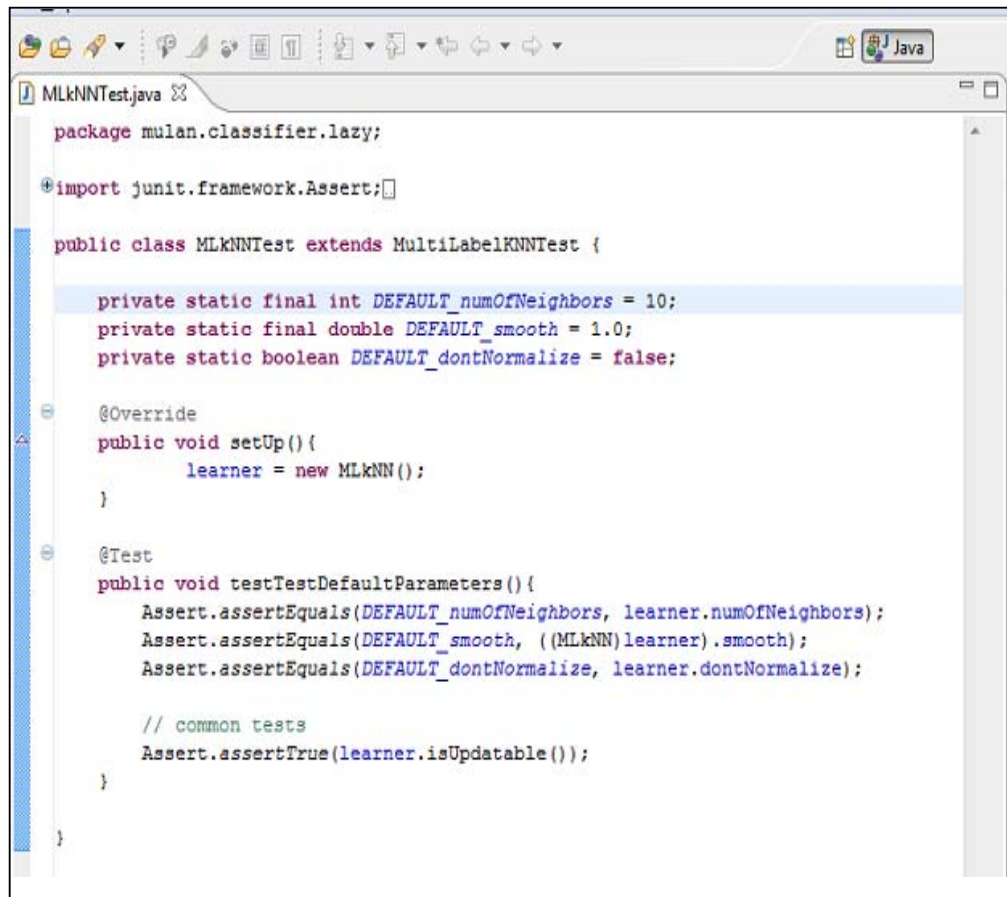 Java
MLkNNTest.java
package mulan.classifier.lazy;
import junit.framework.Assert;
public class MLkNNTest extends MultiLabelKNNTest {
private static final int DEFAULT_numOfNeighbors = 10;
private static final double DEFAULT_smooth = 1.0;
private static boolean DEFAULT_dontNormalize = false;
@Override
public void setUp(){
learner = new MLkNN();
}
@Test
public void testTestDefaultParameters(){
Assert.assertEquals(DEFAULT_numOfNeighbors, learner.numOfNeighbors);
Assert.assertEquals(DEFAULT_smooth, ((MLkNN)learner).smooth);
Assert.assertEquals(DEFAULT_dontNormalize, learner.dontNormalize);
// common tests
Assert.assertTrue(learner.isUpdatable());
}
}